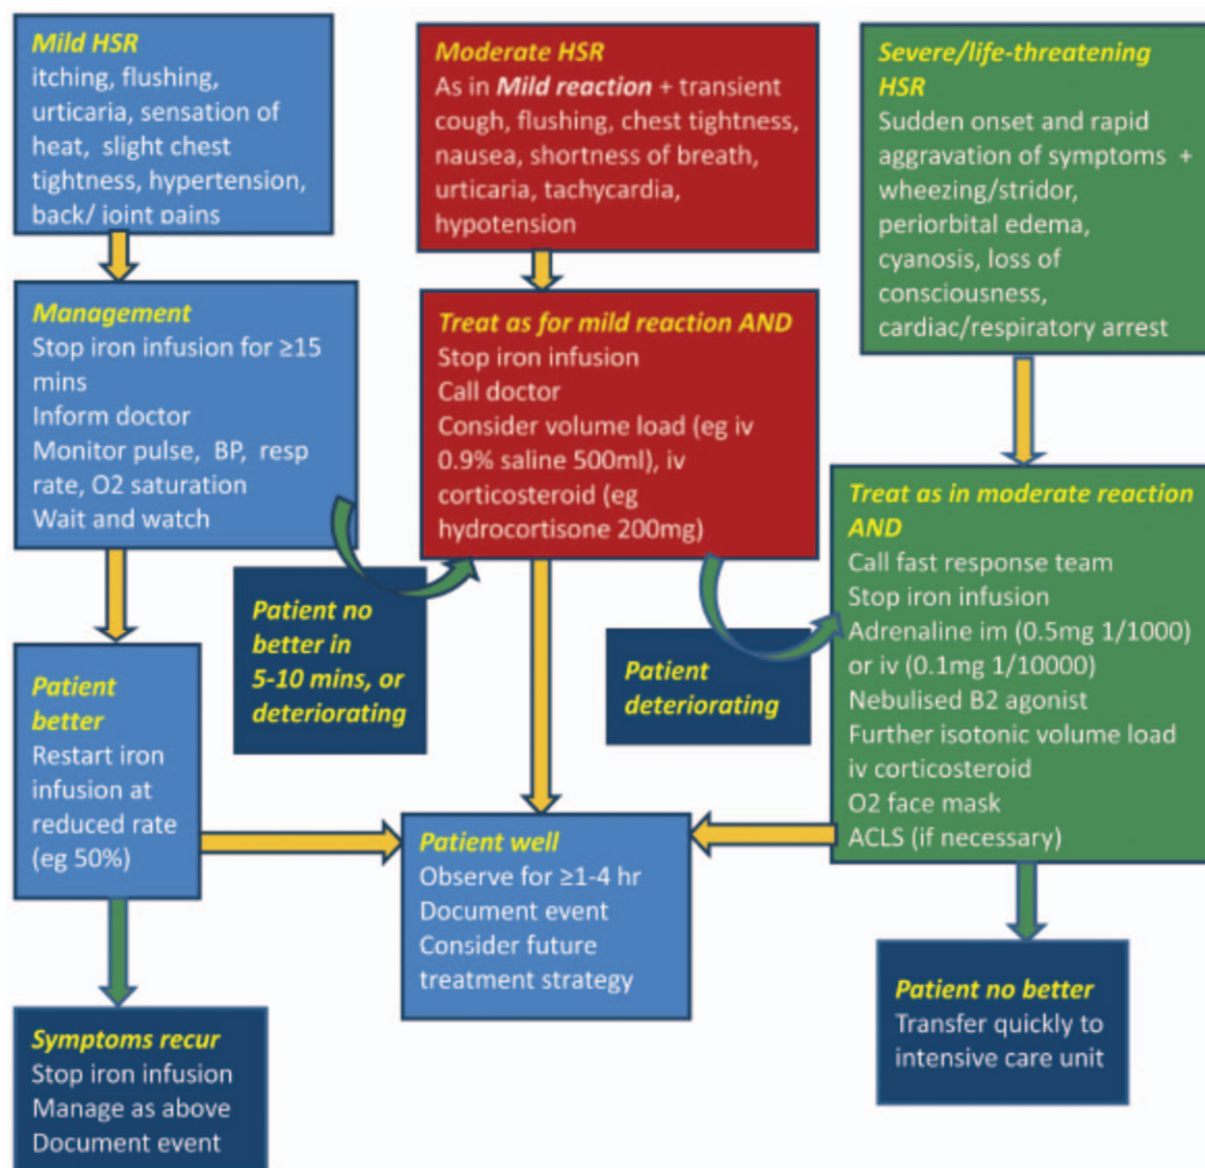 Mild HSR
itching, flushing,
urticaria, sensation of
heat, slight chest
tightness, hypertension,
back/ joint pains
Management
Stop iron infusion for ≥15
mins
Inform doctor
Monitor pulse, BP, resp
rate, O2 saturation
Wait and watch
Patient
better
Restart iron
infusion at
reduced rate
(eg 50%)
Symptoms recur
Stop iron infusion
Manage as above
Document event
Patient no
better in
5-10 mins, or
deteriorating
Moderate HSR
As in Mild reaction + transient
cough, flushing, chest tightness,
nausea, shortness of breath,
urticaria, tachycardia,
hypotension
Treat as for mild reaction AND
Stop iron infusion
Call doctor
Consider volume load (eg iv
0.9% saline 500ml), iv
corticosteroid (eg
hydrocortisone 200mg)
Patient
deteriorating
Patient well
Observe for ≥1-4 hr
Document event
Consider future
treatment strategy
Severe/life-threatening
HSR
Sudden onset and rapid
aggravation of symptoms +
wheezing/stridor,
periorbital edema,
cyanosis, loss of
consciousness,
cardiac/respiratory arrest
Treat as in moderate reaction
AND
Call fast response team
Stop iron infusion
Adrenaline im (0.5mg 1/1000)
or iv (0.1mg 1/10000)
Nebulised B2 agonist
Further isotonic volume load
iv corticosteroid
O2 face mask
ACLS (if necessary)
Patient no better
Transfer quickly to
intensive care unit